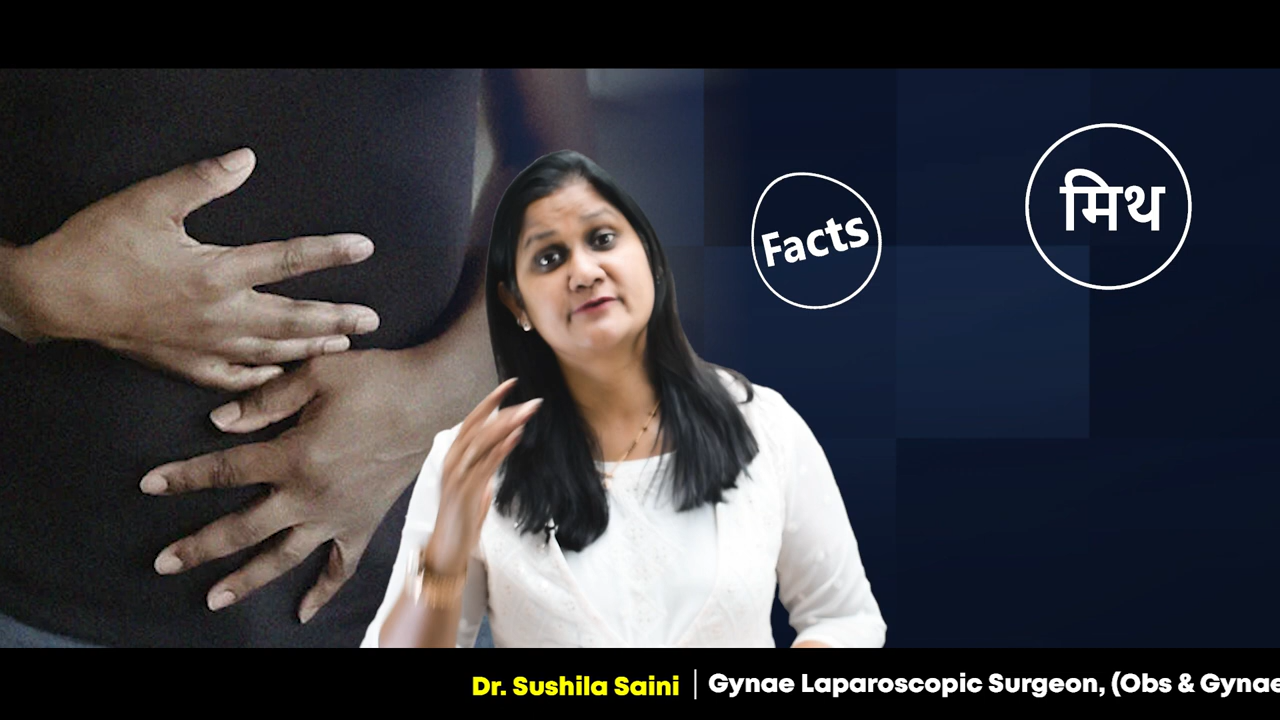 Facts
मिथ
Dr. Sushila Saini | Gynae Laparoscopic Surgeon, (Obs & Gynae